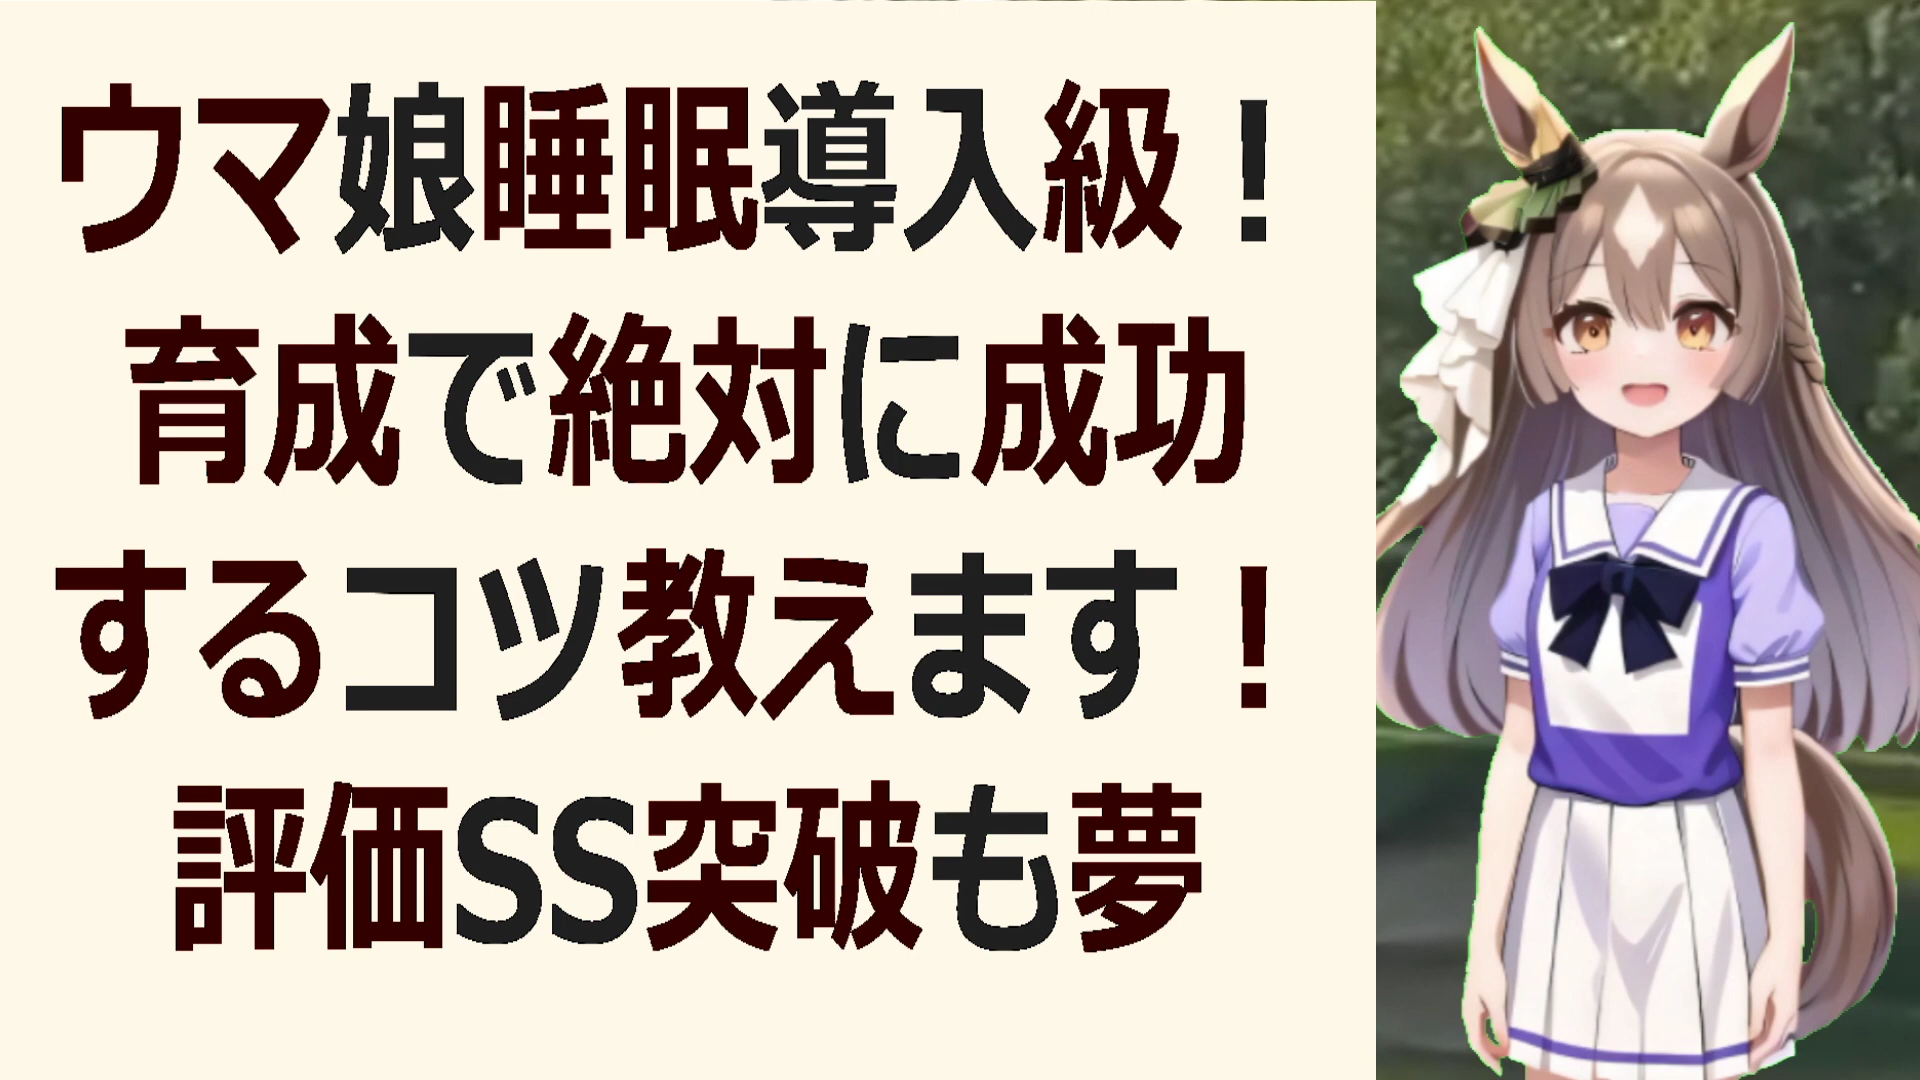 ウマ娘睡眠導入級！
育成で絶対に成功
するコツ教えます！
評価SS突破も夢